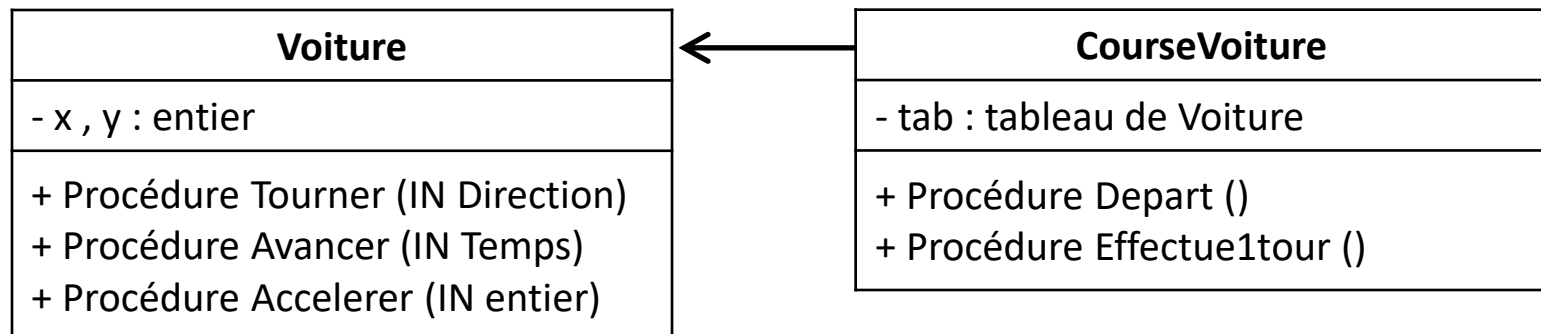 Voiture
- x , y : entier
+ Procédure Tourner (IN Direction)
+ Procédure Avancer (IN Temps)
+ Procédure Accelerer (IN entier)
CourseVoiture
- tab : tableau de Voiture
+ Procédure Depart ()
+ Procédure Effectue1tour ()